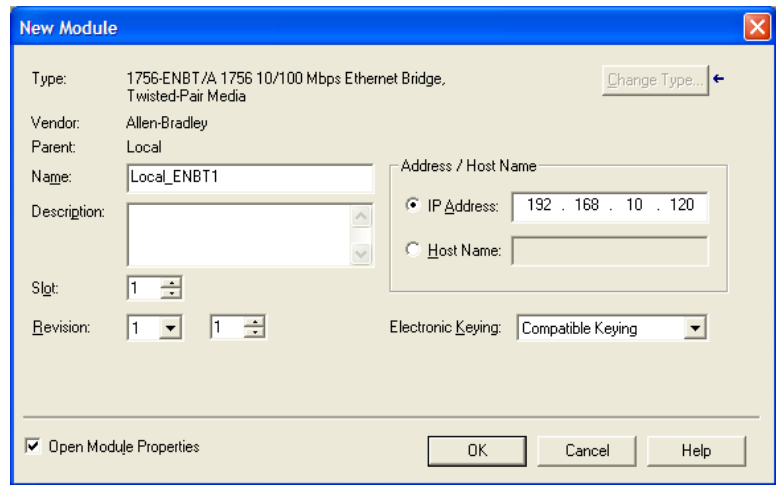 New Module
Type: 1756-ENBT/A 1756 10/100 Mbps Ethernet Bridge,
Twisted-Pair Media
Change Type...
Vendor: Allen-Bradley
Parent: Local
Name: Local_ENBT1
Address / Host Name
IP Address: 192 . 168 . 10 . 120
Description:
Host Name:
Slot: 1
Revision: 1 1
Electronic Keying: Compatible Keying
Open Module Properties
OK Cancel Help